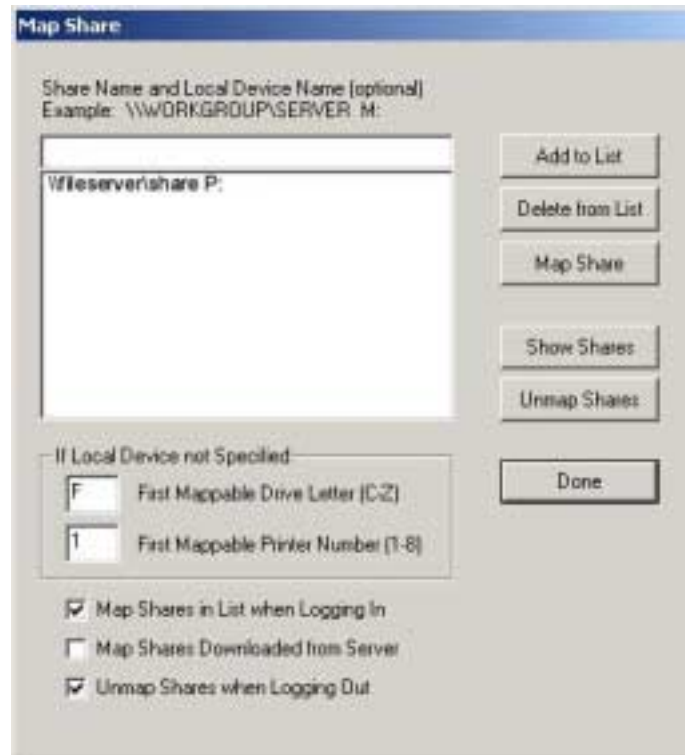 Map Share
Share Name and Local Device Name (optional)
Example: \\WORKGROUP\SERVER M:
Add to List
\\fileserver\share P:
Delete from List
Map Share
Show Shares
Unmap Shares
If Local Device not Specified
F First Mappable Drive Letter (C-Z)
Done
1 First Mappable Printer Number (1-8)
Map Shares in List when Logging In
Map Shares Downloaded from Server
Unmap Shares when Logging Out